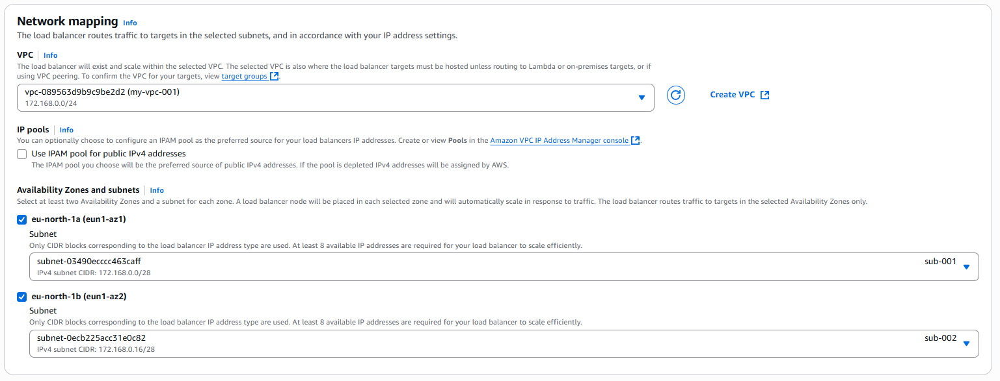 Network mapping Info
The load balancer routes traffic to targets in the selected subnets, and in accordance with your IP address settings.
VPC Info
The load balancer will exist and scale within the selected VPC. The selected VPC is also where the load balancer targets must be hosted unless routing to Lambda or on-premises targets, or if
using VPC peering. To confirm the VPC for your targets, view target groups.
vpc-089563d9b9c9be2d2 (my-vpc-001)
172.168.0.0/24
Create VPC
IP pools Info
You can optionally choose to configure an IPAM pool as the preferred source for your load balancers IP addresses. Create or view Pools in the Amazon VPC IP Address Manager console.
Use IPAM pool for public IPv4 addresses
The IPAM pool you choose will be the preferred source of public IPv4 addresses. If the pool is depleted IPv4 addresses will be assigned by AWS.
Availability Zones and subnets Info
Select at least two Availability Zones and a subnet for each zone. A load balancer node will be placed in each selected zone and will automatically scale in response to traffic. The load balancer routes traffic to targets in the selected Availability Zones only.
eu-north-1a (eun1-az1)
Subnet
Only CIDR blocks corresponding to the load balancer IP address type are used. At least 8 available IP addresses are required for your load balancer to scale efficiently.
subnet-03490ecccc463caff sub-001
IPv4 subnet CIDR: 172.168.0.0/28
eu-north-1b (eun1-az2)
Subnet
Only CIDR blocks corresponding to the load balancer IP address type are used. At least 8 available IP addresses are required for your load balancer to scale efficiently.
subnet-0ecb225acc31e0c82 sub-002
IPv4 subnet CIDR: 172.168.0.16/28